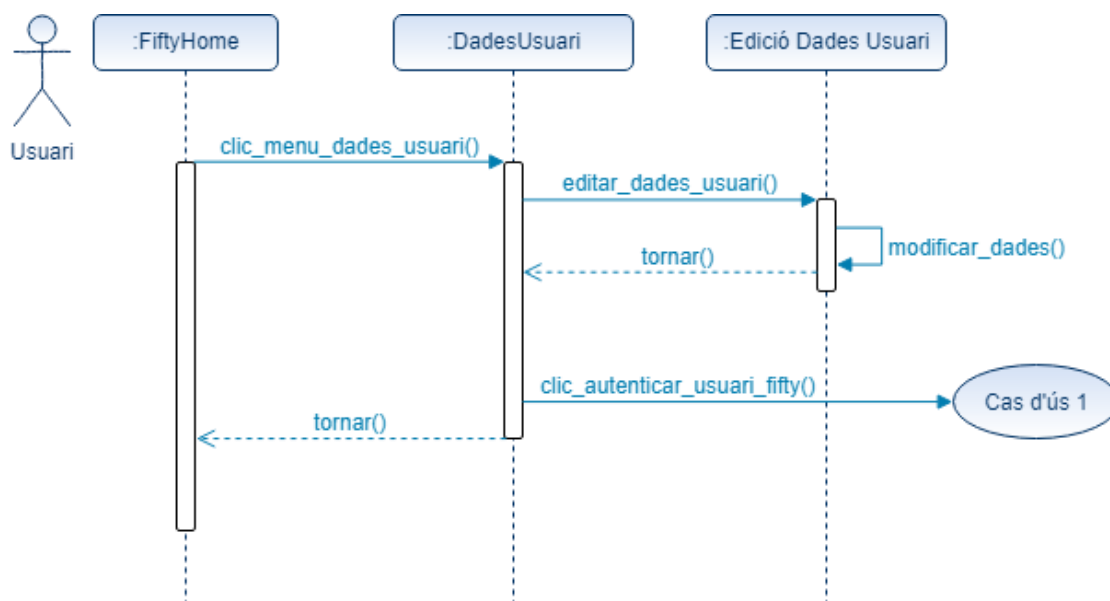 :FiftyHome
:DadesUsuari
:Edició Dades Usuari
Usuari
clic_menu_dades_usuari()
editar_dades_usuari()
modificar_dades()
tornar()
clic_autenticar_usuari_fifty()
Cas d'ús 1
tornar()